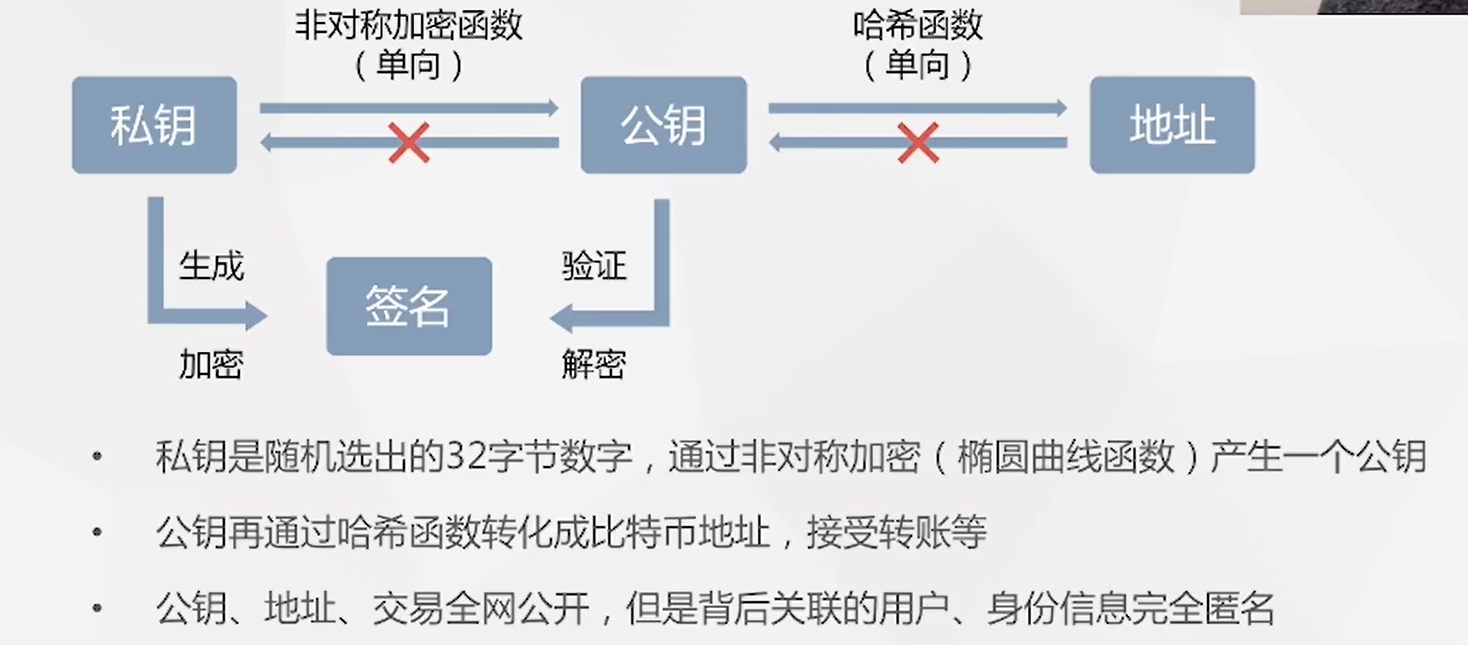 非对称加密函数
（单向）
哈希函数
（单向）
私钥
公钥
地址
生成
加密
签名
验证
解密
• 私钥是随机选出的32字节数字，通过非对称加密（椭圆曲线函数）产生一个公钥
• 公钥再通过哈希函数转化成比特币地址，接受转账等
• 公钥、地址、交易全网公开，但是背后关联的用户、身份信息完全匿名